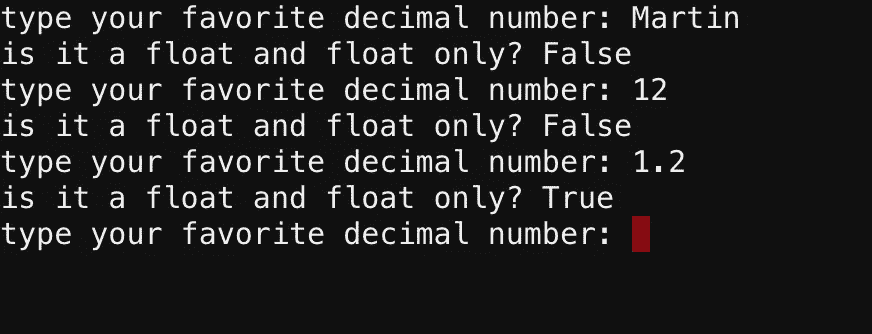 type your favorite decimal number: Martin
is it a float and float only? False
type your favorite decimal number: 12
is it a float and float only? False
type your favorite decimal number: 1.2
is it a float and float only? True
type your favorite decimal number: